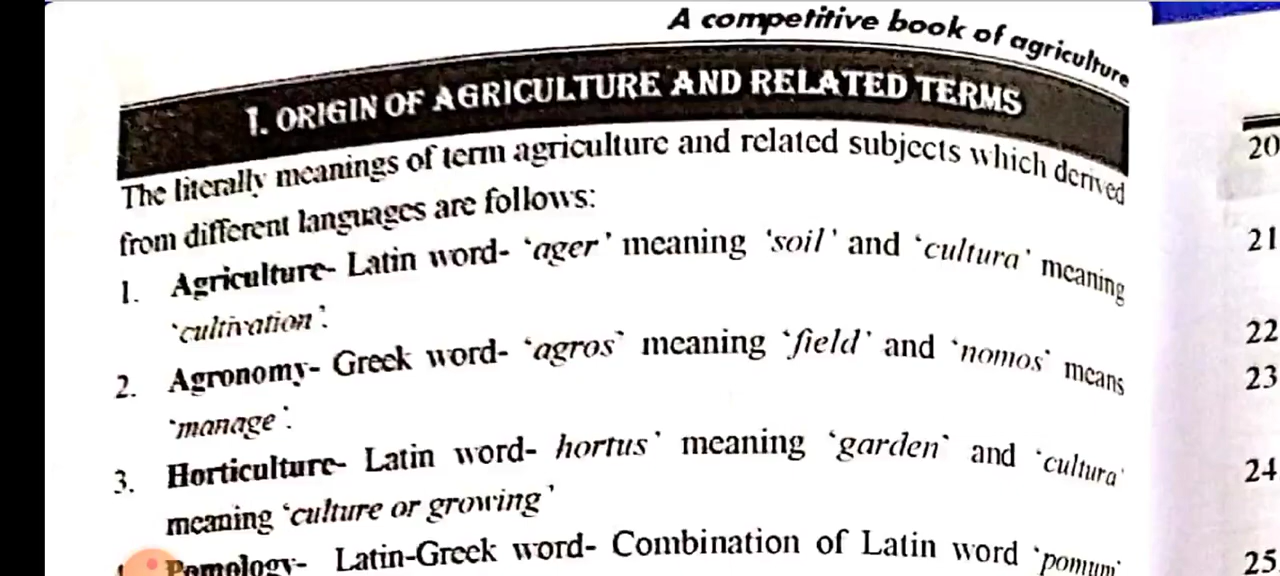 A competitive book of agriculture
1. ORIGIN OF AGRICULTURE AND RELATED TERMS
The literally meanings of term agriculture and related subjects which derived
from different languages are follows:
1. Agriculture- Latin word- 'ager' meaning 'soil' and 'cultura' meaning
'cultivation'.
2. Agronomy- Greek word- 'agros' meaning 'field' and 'nomos' means
'manage'.
3. Horticulture- Latin word- hortus' meaning 'garden' and 'cultura'
meaning 'culture or growing'
Pomology- Latin-Greek word- Combination of Latin word 'pomum'
20
21
22
23
24
25